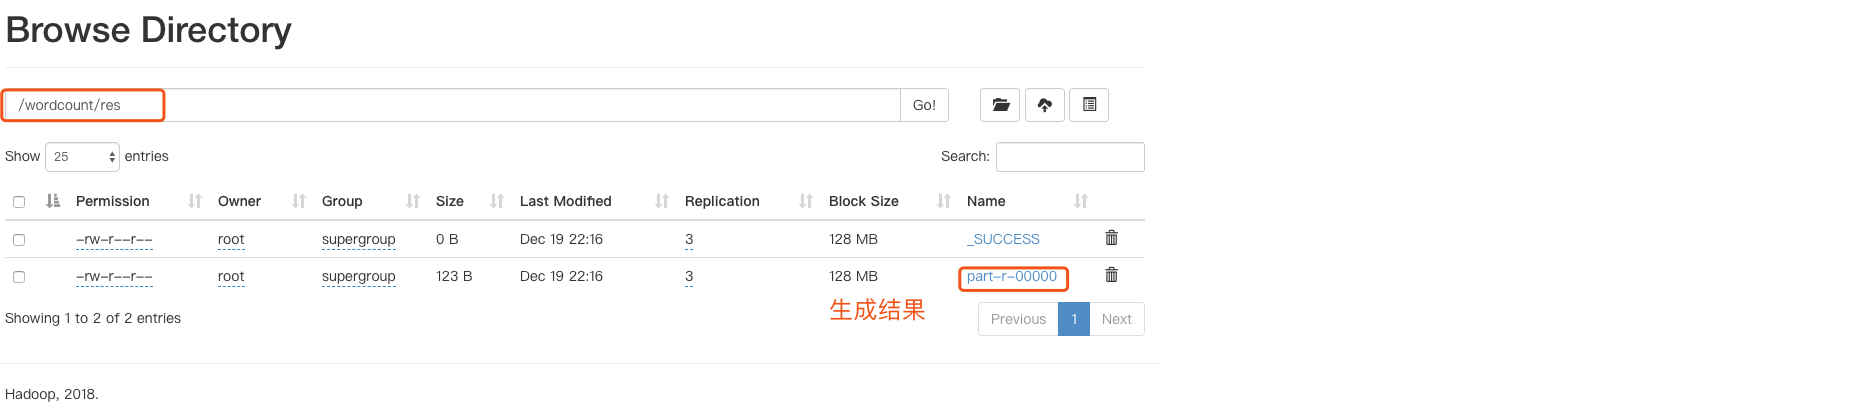 Browse Directory
/wordcount/res Go!
Show 25 entries Search:
Permission Owner Group Size Last Modified Replication Block Size Name
-rw-r--r-- root supergroup 0 B Dec 19 22:16 3 128 MB _SUCCESS
-rw-r--r-- root supergroup 123 B Dec 19 22:16 3 128 MB part-r-00000
生成结果
Showing 1 to 2 of 2 entries Previous 1 Next
Hadoop, 2018.